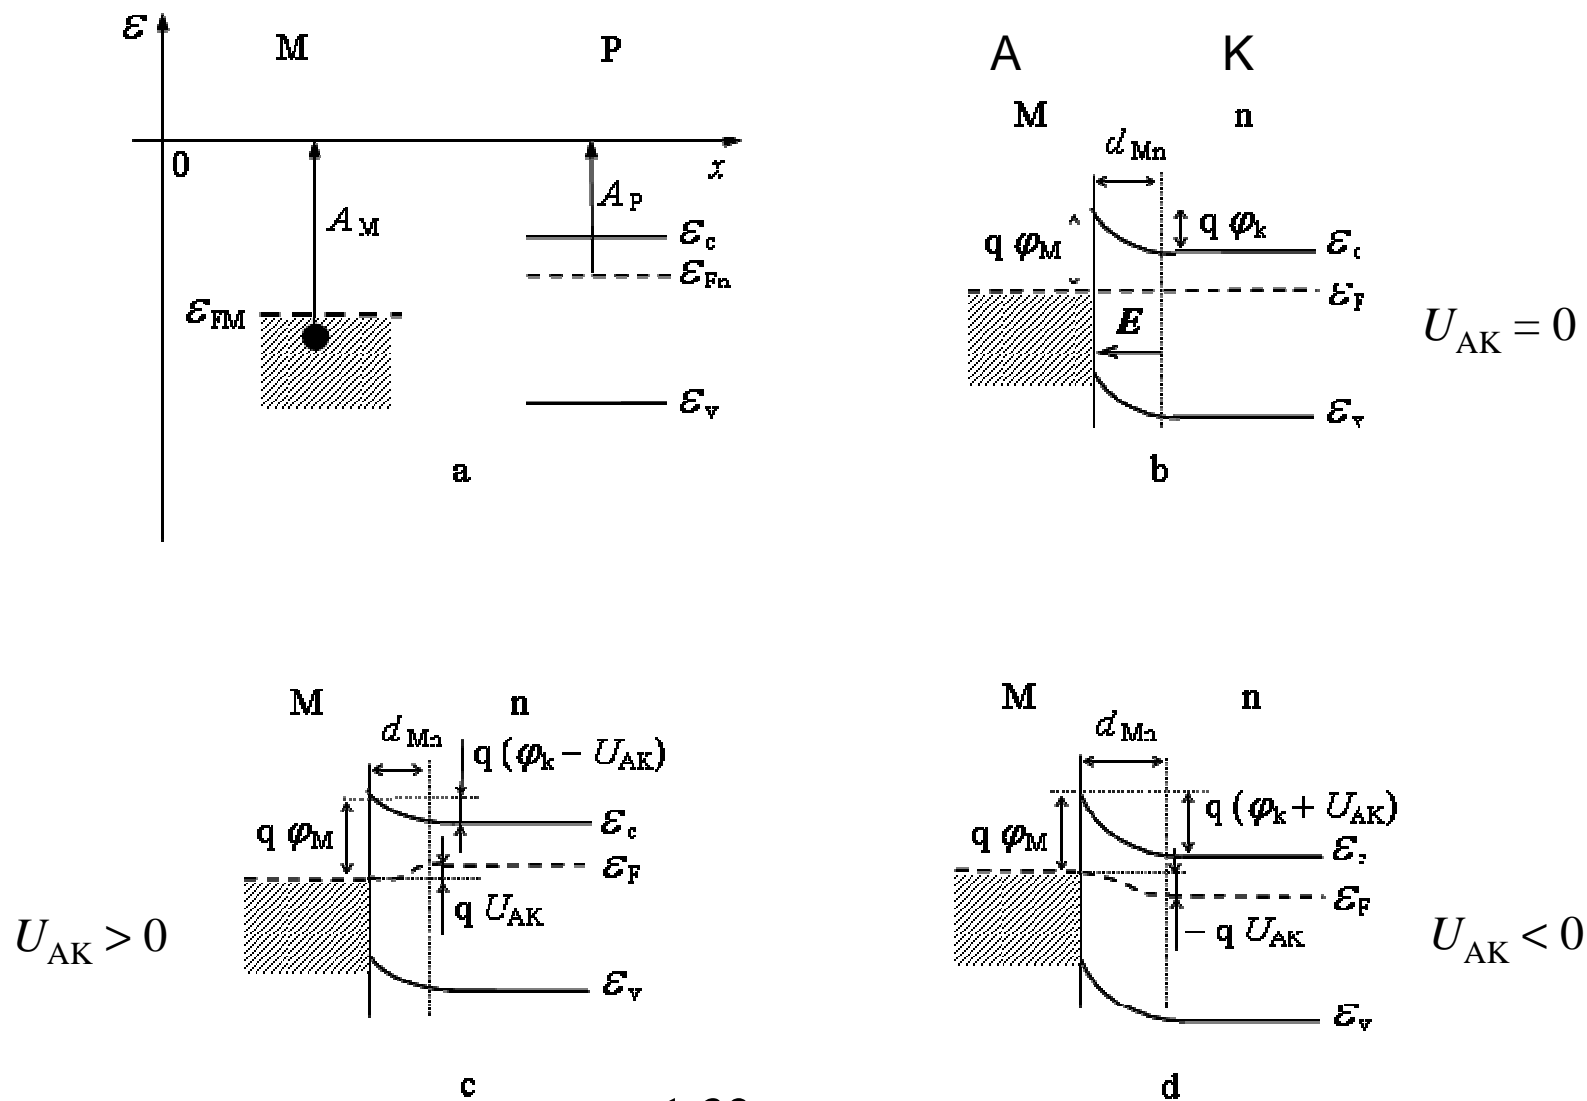 ε M P
0 x
A_M A_P
ε_c
ε_Fn
ε_FM
ε_v
a
A K
M n
d_Mn
q φ_M q φ_k ε_c
ε_F
E
U_AK = 0
ε_v
b
M n
d_Mn
q (φ_k − U_AK)
q φ_M ε_c
ε_F
q U_AK
U_AK > 0
ε_v
c
M n
d_Mn
q (φ_k + U_AK)
q φ_M
ε_F
− q U_AK
U_AK < 0
ε_v
d